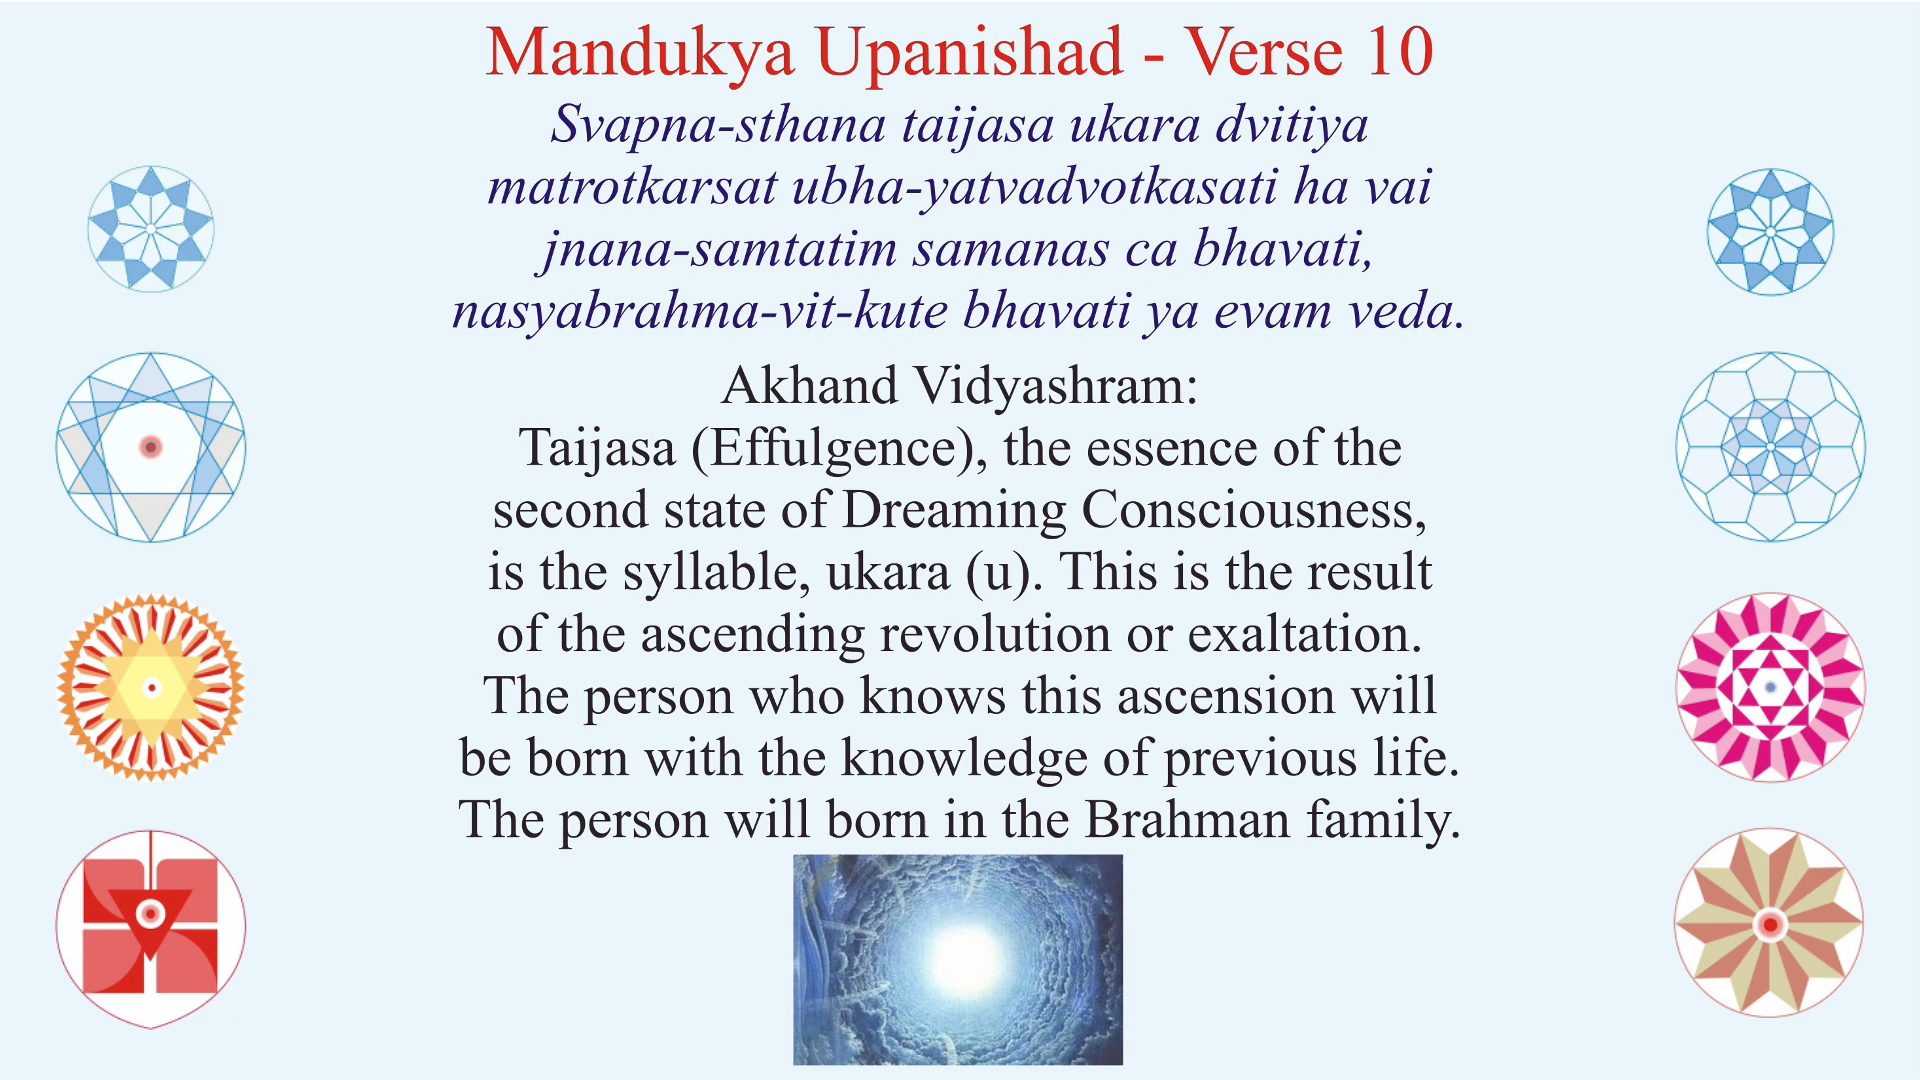 Mandukya Upanishad - Verse 10
Svapna-sthana taijasa ukara dvitiya
matrotkarsat ubha-yatvadvotkasati ha vai
jnana-samtatim samanas ca bhavati,
nasyabrahma-vit-kute bhavati ya evam veda.
Akhand Vidyashram:
Taijasa (Effulgence), the essence of the
second state of Dreaming Consciousness,
is the syllable, ukara (u). This is the result
of the ascending revolution or exaltation.
The person who knows this ascension will
be born with the knowledge of previous life.
The person will born in the Brahman family.